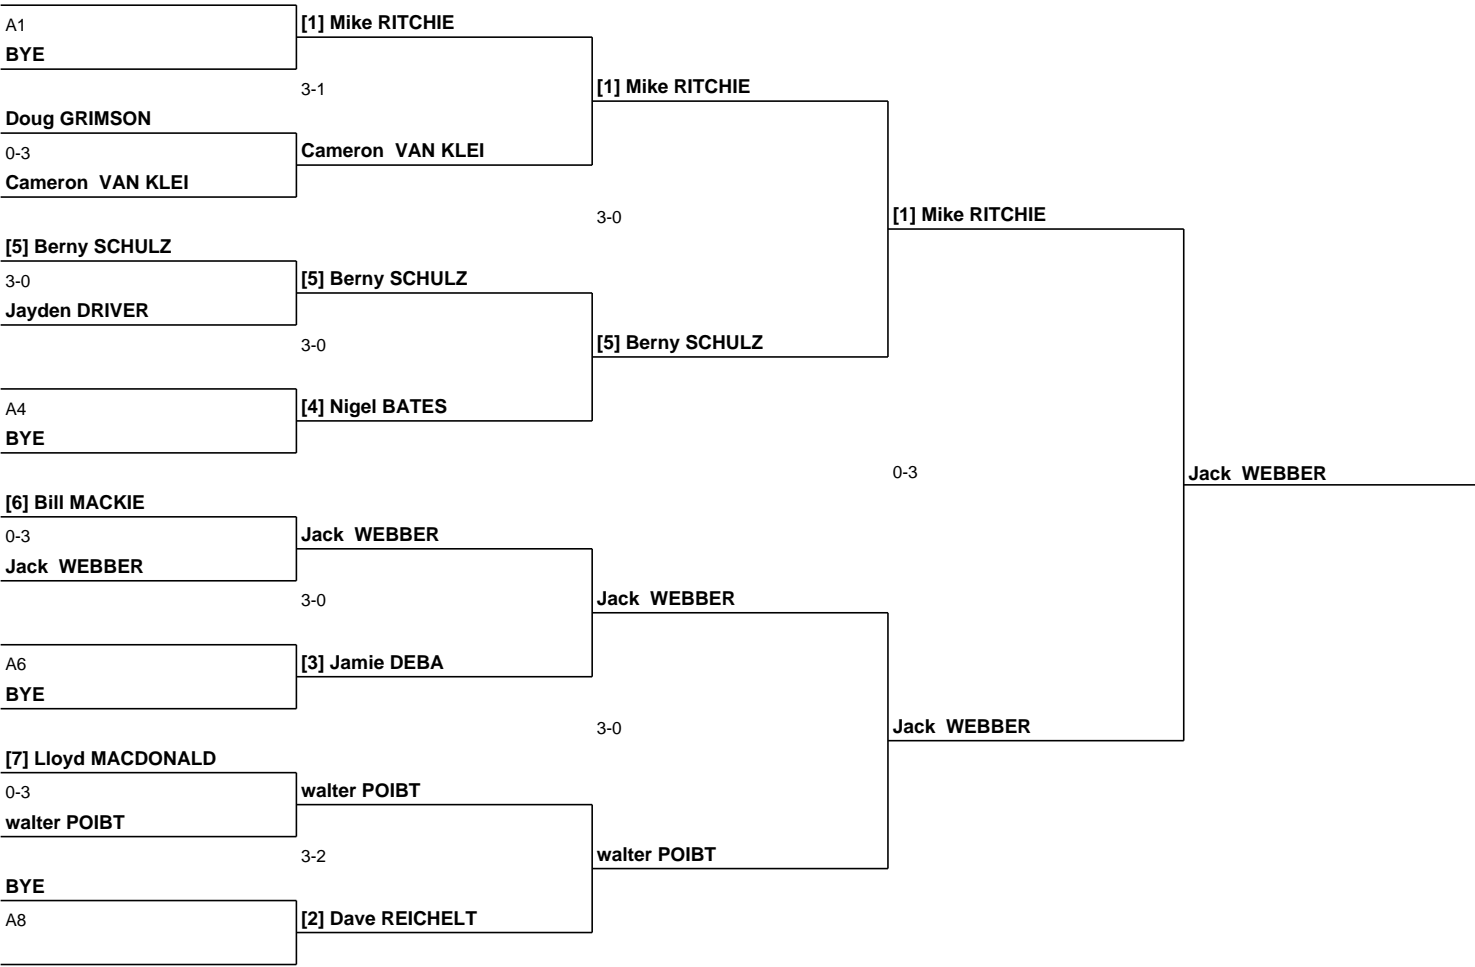 A1
BYE
[1] Mike RITCHIE
3-1
Doug GRIMSON
0-3
Cameron VAN KLEI
Cameron VAN KLEI
[1] Mike RITCHIE
3-0
[5] Berny SCHULZ
3-0
Jayden DRIVER
[5] Berny SCHULZ
3-0
A4
BYE
[4] Nigel BATES
[5] Berny SCHULZ
[1] Mike RITCHIE
0-3
[6] Bill MACKIE
0-3
Jack WEBBER
Jack WEBBER
3-0
A6
BYE
[3] Jamie DEBA
Jack WEBBER
3-0
[7] Lloyd MACDONALD
0-3
walter POIBT
walter POIBT
3-2
BYE
A8
[2] Dave REICHELT
walter POIBT
Jack WEBBER
Jack WEBBER